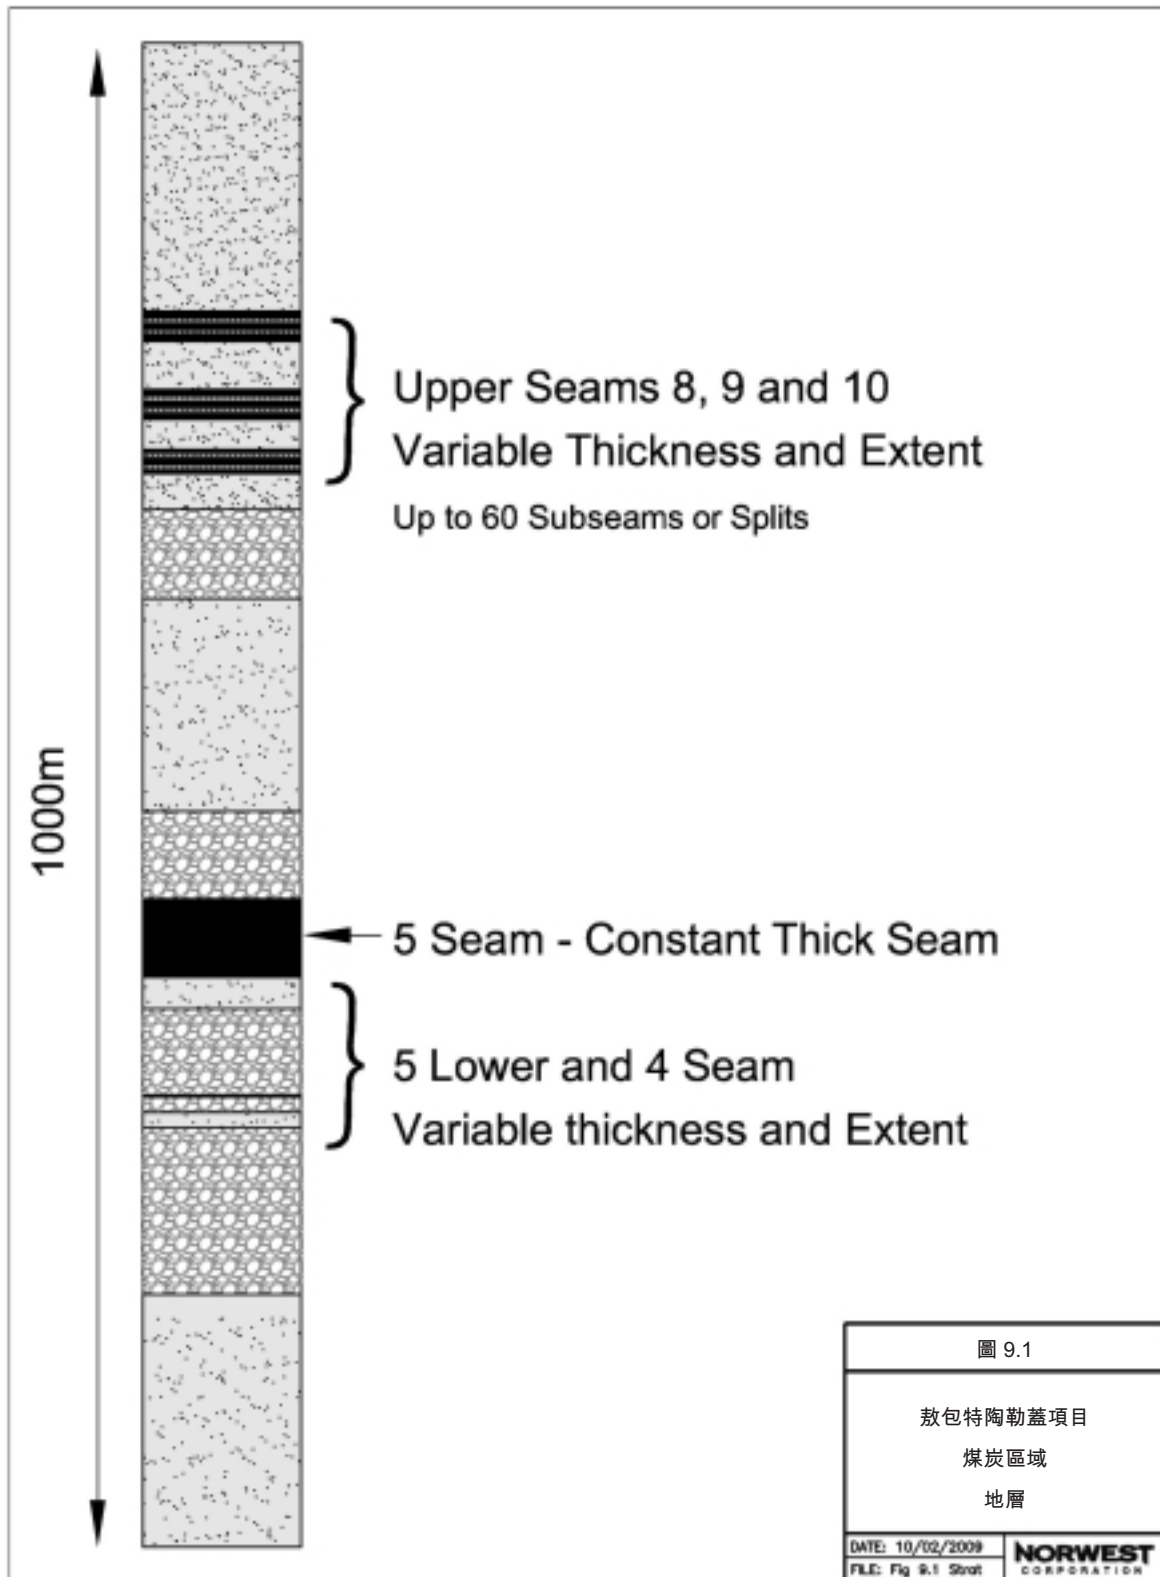 Upper Seams 8, 9 and 10
Variable Thickness and Extent
Up to 60 Subseams or Splits
1000m
5 Seam - Constant Thick Seam
5 Lower and 4 Seam
Variable thickness and Extent
圖 9.1
敖包特陶勒蓋項目
煤炭區域
地層
DATE: 10/02/2009
FILE: Fig 9.1 Strat
NORWEST
CORPORATION